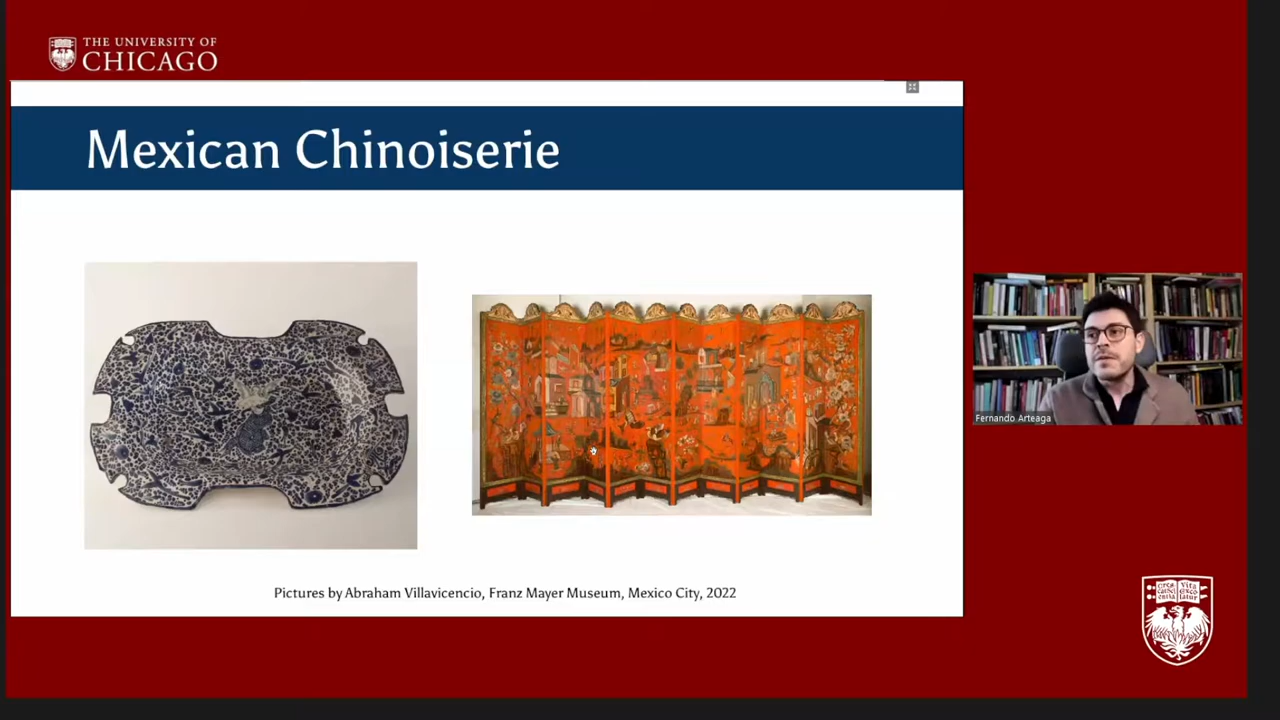 THE UNIVERSITY OF
CHICAGO
Mexican Chinoiserie
Fernando Arteaga
Pictures by Abraham Villavicencio, Franz Mayer Museum, Mexico City, 2022